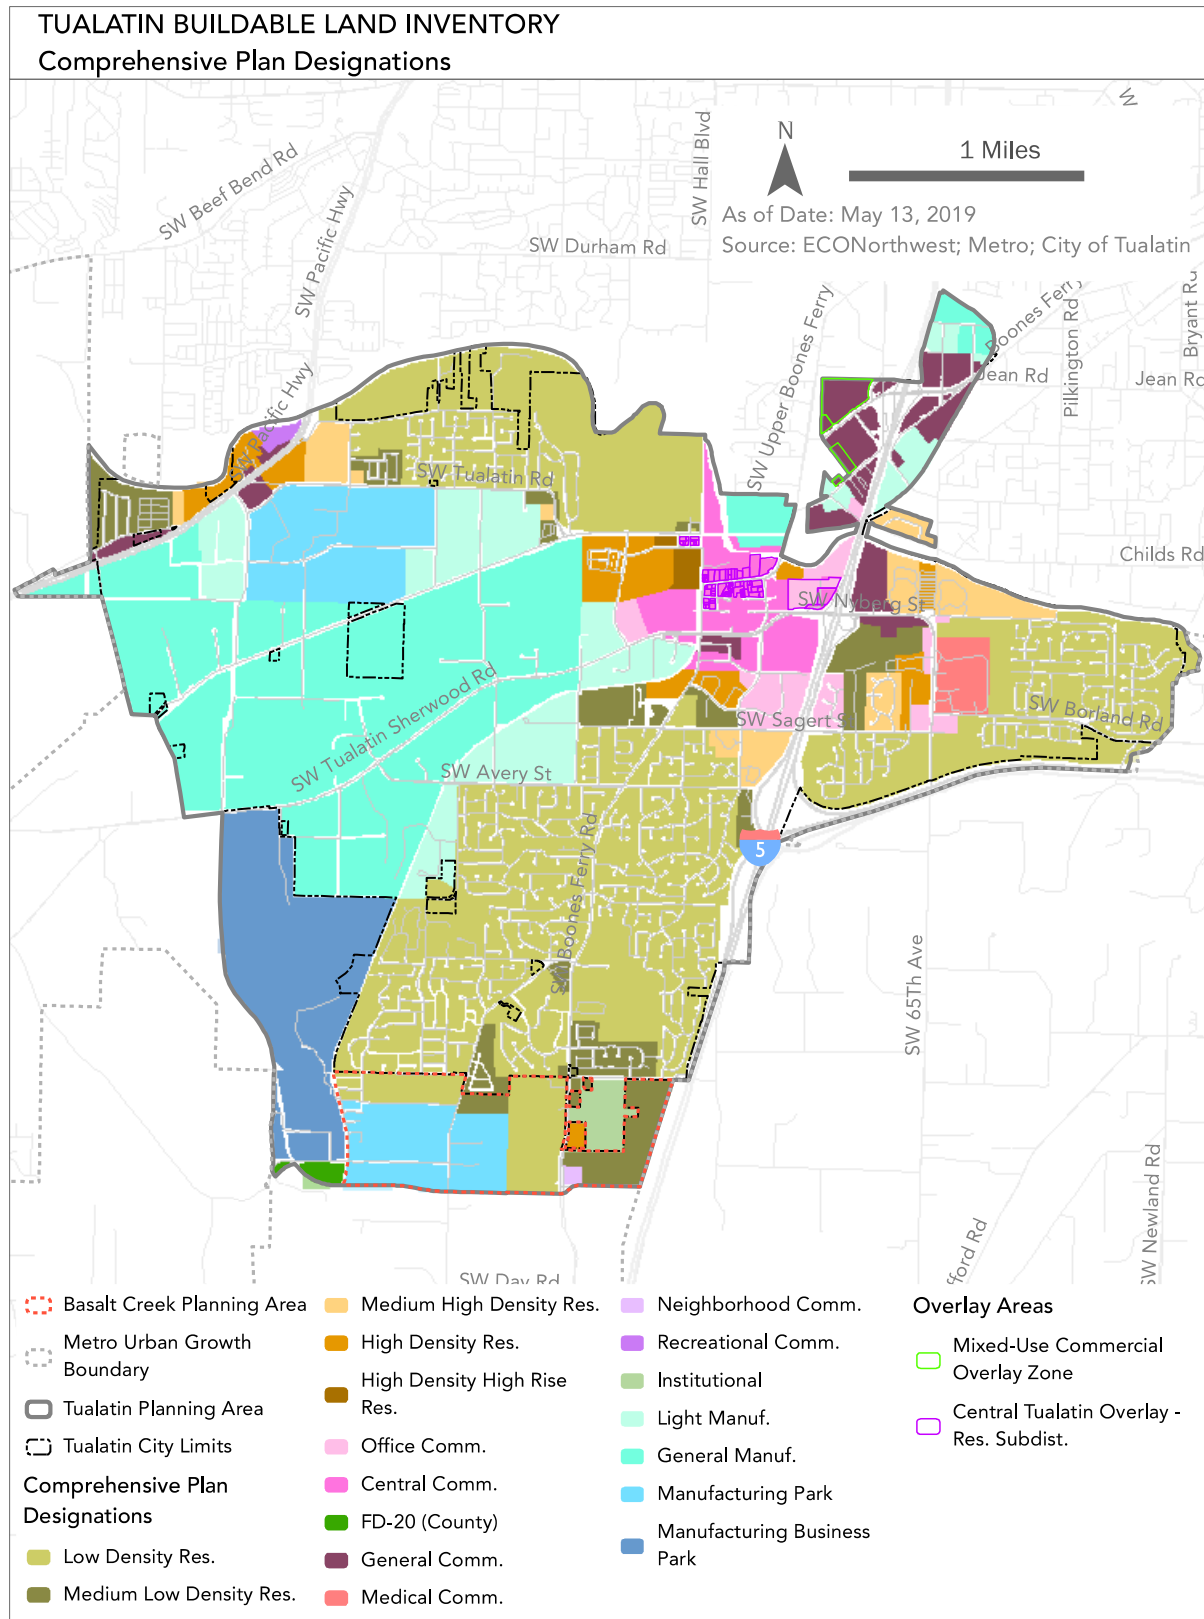 TUALATIN BUILDABLE LAND INVENTORY
Comprehensive Plan Designations
W
N
1 Miles
As of Date: May 13, 2019
Source: ECONorthwest; Metro; City of Tualatin
SW Beef Bend Rd
SW Pacific Hwy
SW Hall Blvd
SW Durham Rd
SW Upper Boones Ferry
Boones Ferry
Pilkington Rd
Bryant Rd
Jean Rd
Jean Rd
SW Pacific Hwy
SW Tualatin Rd
Childs Rd
SW Nyberg St
SW Tualatin Sherwood Rd
SW Sagert S
SW Borland Rd
SW Avery St
5
SW Boones Ferry Rd
SW 65Th Ave
SW Newland Rd
fford Rd
SW Day Rd
Basalt Creek Planning Area
Metro Urban Growth
Boundary
Tualatin Planning Area
Tualatin City Limits
Comprehensive Plan
Designations
Low Density Res.
Medium Low Density Res.
Medium High Density Res.
High Density Res.
High Density High Rise
Res.
Office Comm.
Central Comm.
FD-20 (County)
General Comm.
Medical Comm.
Neighborhood Comm.
Recreational Comm.
Institutional
Light Manuf.
General Manuf.
Manufacturing Park
Manufacturing Business
Park
Overlay Areas
Mixed-Use Commercial
Overlay Zone
Central Tualatin Overlay -
Res. Subdist.